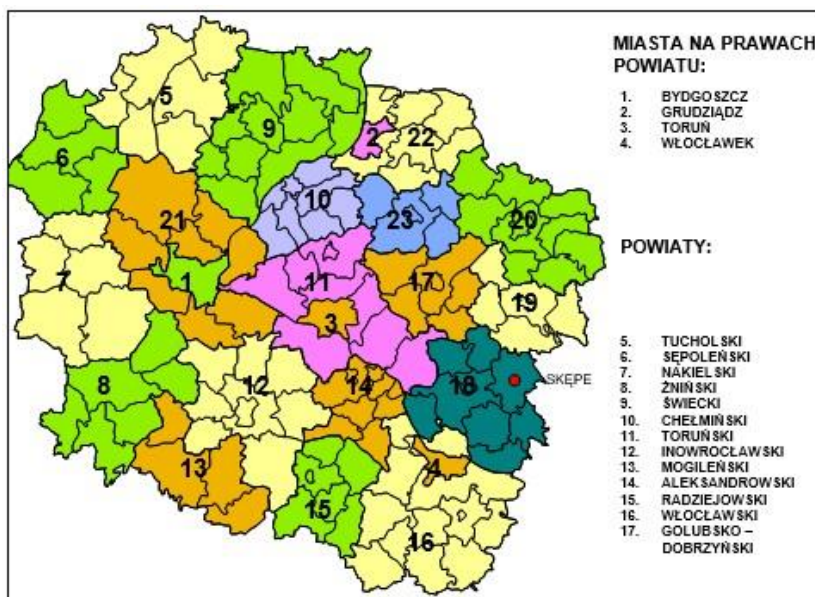 MIASTA NA PRAWACH
POWIATU:
1. BYDGOSZCZ
2. GRUDZIĄDZ
3. TORUŃ
4. WŁOCŁAWEK
POWIATY:
5. TUCHOLSKI
6. SĘPOLEŃSKI
7. NAKIELSKI
8. ŻNIŃSKI
9. ŚWIECKI
10. CHEŁMIŃSKI
11. TORUŃSKI
12. INOWROCŁAWSKI
13. MOGILEŃSKI
14. ALEKSANDROWSKI
15. RADZIEJOWSKI
16. WŁOCŁAWSKI
17. GOLUBSKO –
DOBRZYŃSKI
5
9
2
22
6
10
23
20
21
7
1
11
17
19
3
8
12
14
18
SKĘPE
13
4
15
16